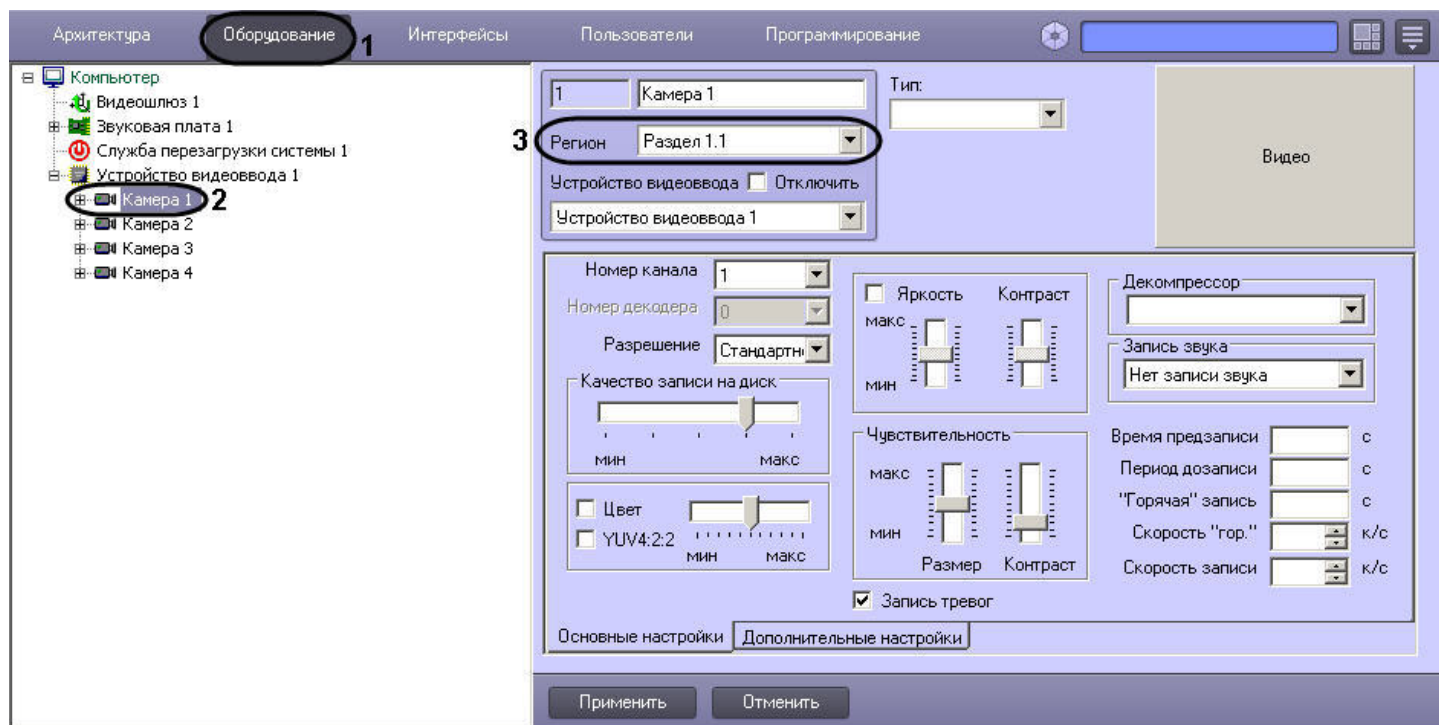 Архитектура Оборудование Интерфейсы Пользователи Программирование
1
Компьютер
Видеошлюз 1
Звуковая плата 1
Служба перезагрузки системы 1
Устройство видеоввода 1
Камера 1
2
Камера 2
Камера 3
Камера 4
1 Камера 1
Тип:
3
Регион Раздел 1.1
Устройство видеоввода Отключить
Устройство видеоввода 1
Видео
Номер канала 1
Номер декодера 0
Разрешение Стандартн
Качество записи на диск
мин макс
Цвет
YUV4:2:2
мин макс
Яркость Контраст
макс
мин
Чувствительность
макс
мин
Размер Контраст
Запись тревог
Декомпрессор
Запись звука
Нет записи звука
Время предзаписи с
Период дозаписи с
"Горячая" запись с
Скорость "гор." к/с
Скорость записи к/с
Основные настройки Дополнительные настройки
Применить Отменить